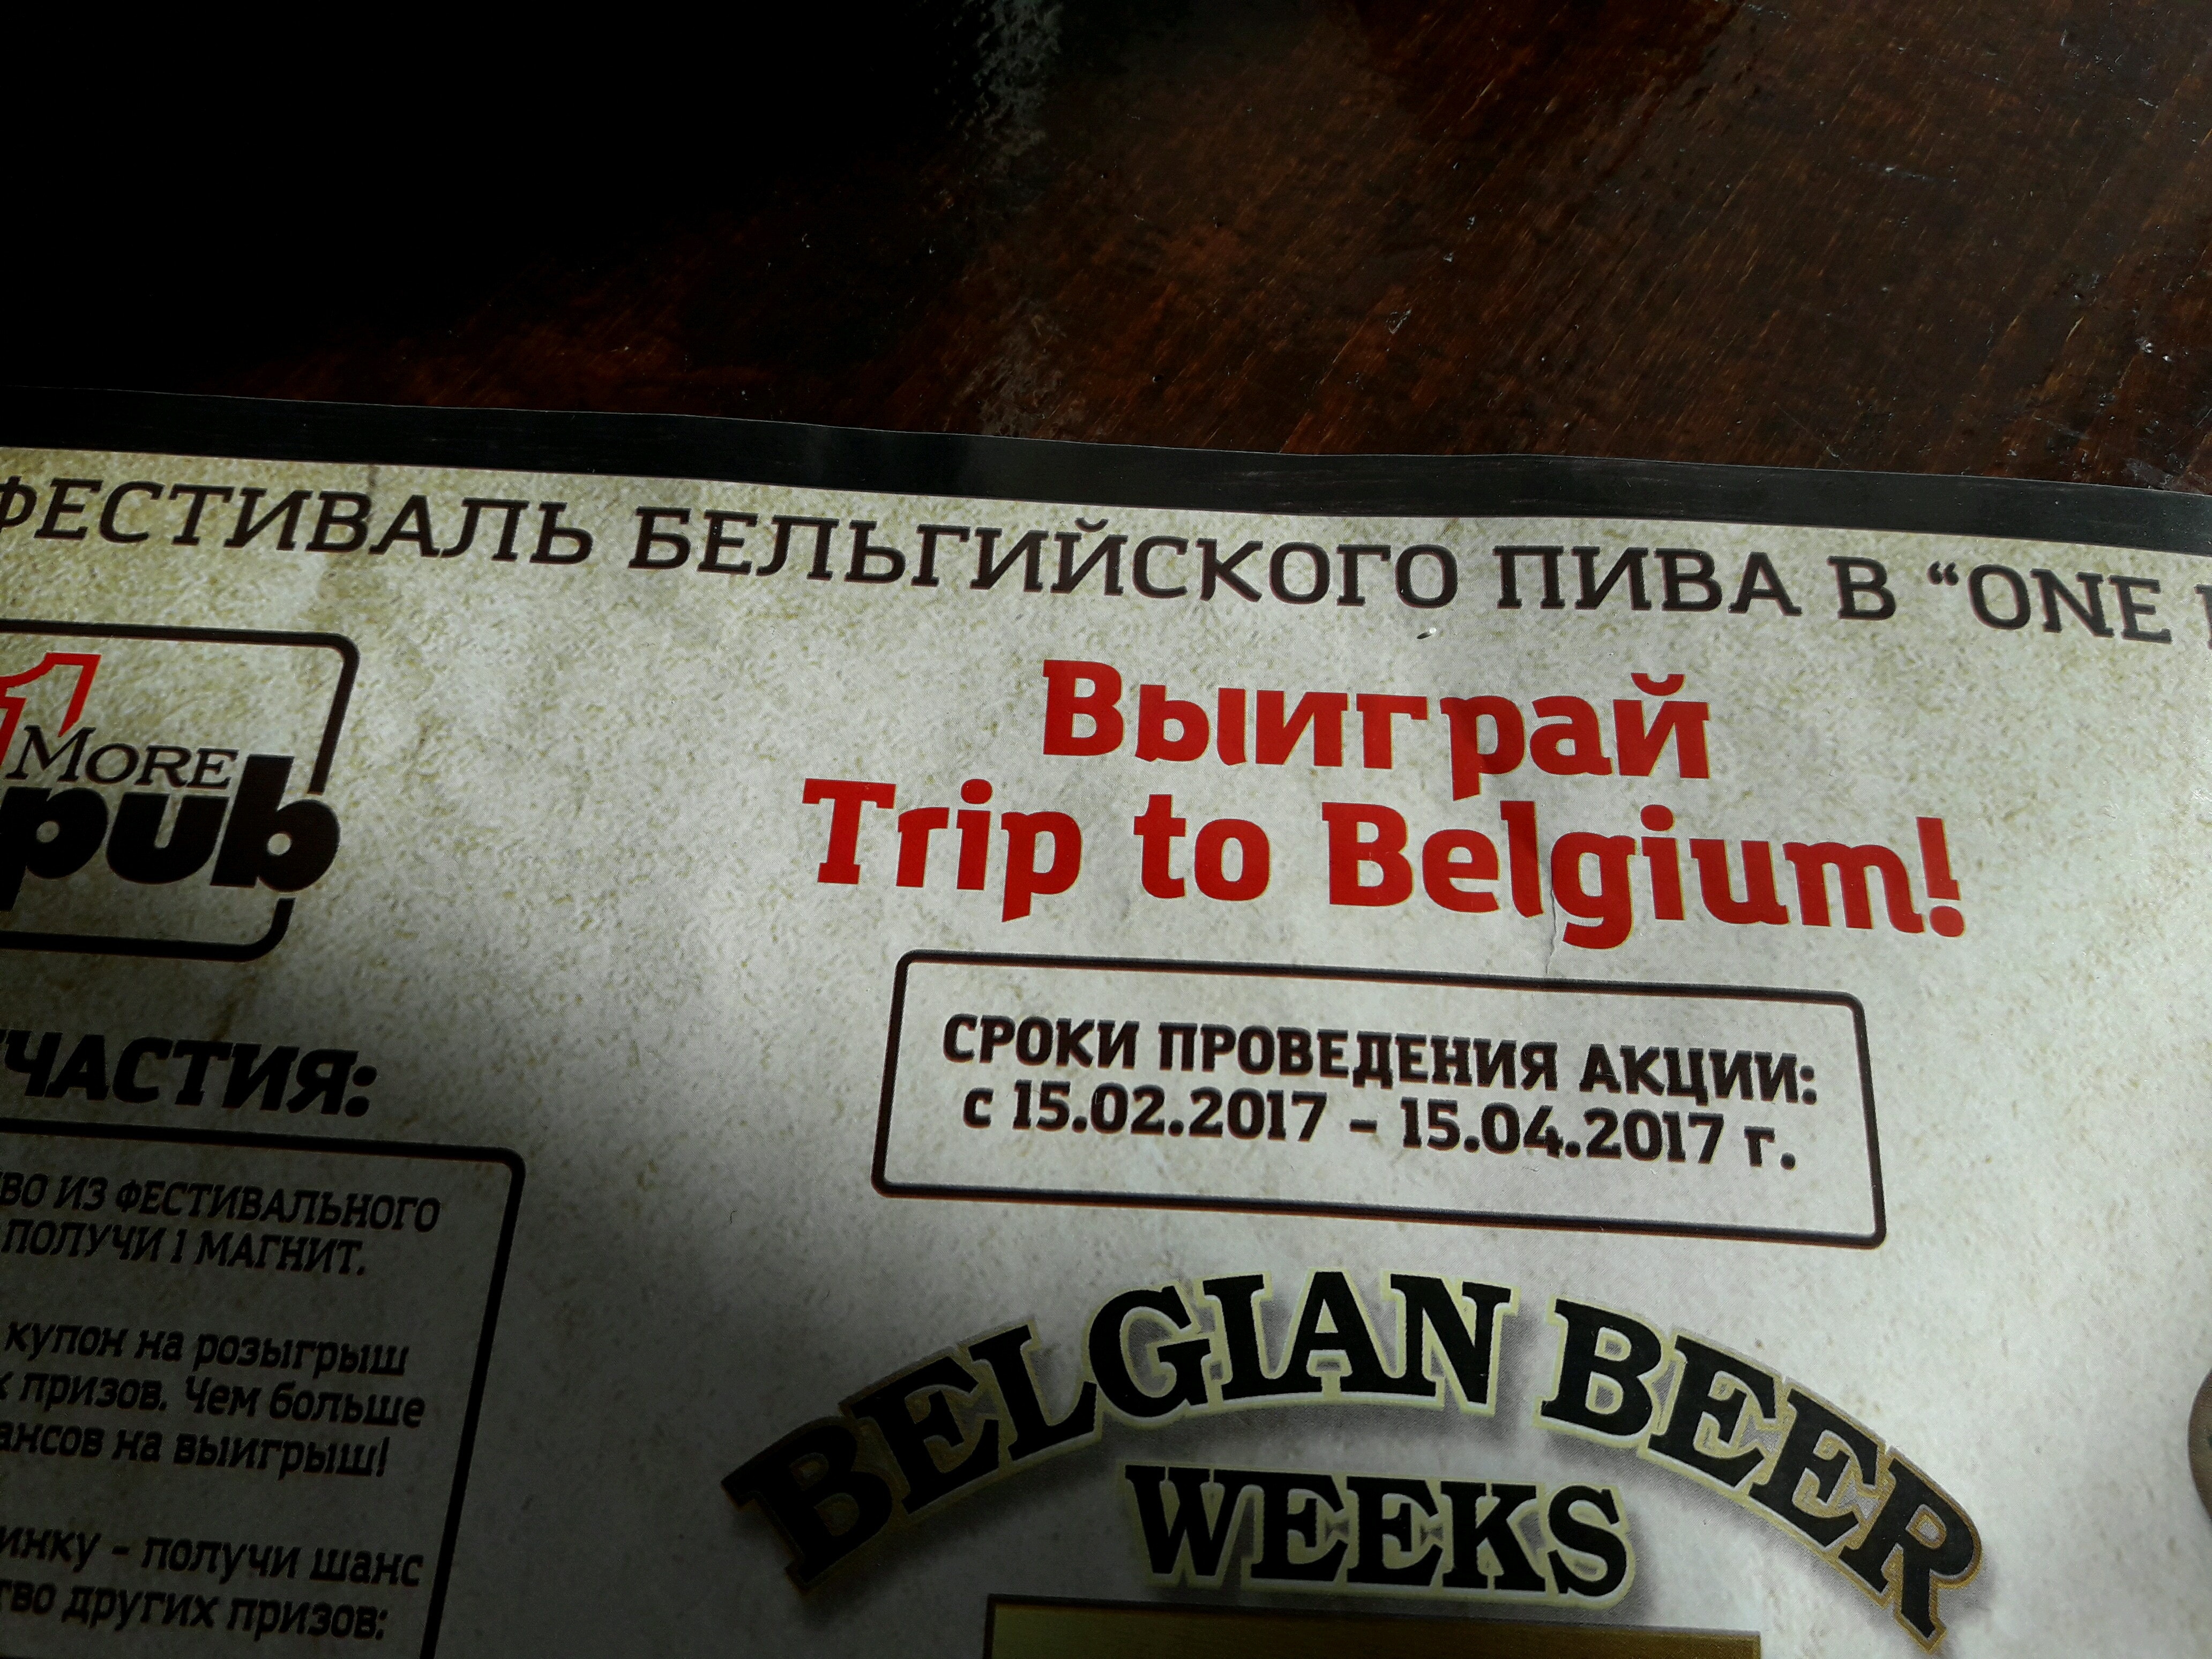 ФЕСТИВАЛЬ БЕЛЬГИЙСКОГО ПИВА В “ONE
1
MORE
pub
Выиграй
Trip to Belgium!
СРОКИ ПРОВЕДЕНИЯ АКЦИИ:
с 15.02.2017 – 15.04.2017 г.
ЧАСТИЯ:
ВО ИЗ ФЕСТИВАЛЬНОГО
ПОЛУЧИ 1 МАГНИТ.
купон на розыгрыш
призов. Чем больше
ансов на выигрыш!
инку – получи шанс
тво других призов:
BELGIAN BEER
WEEKS